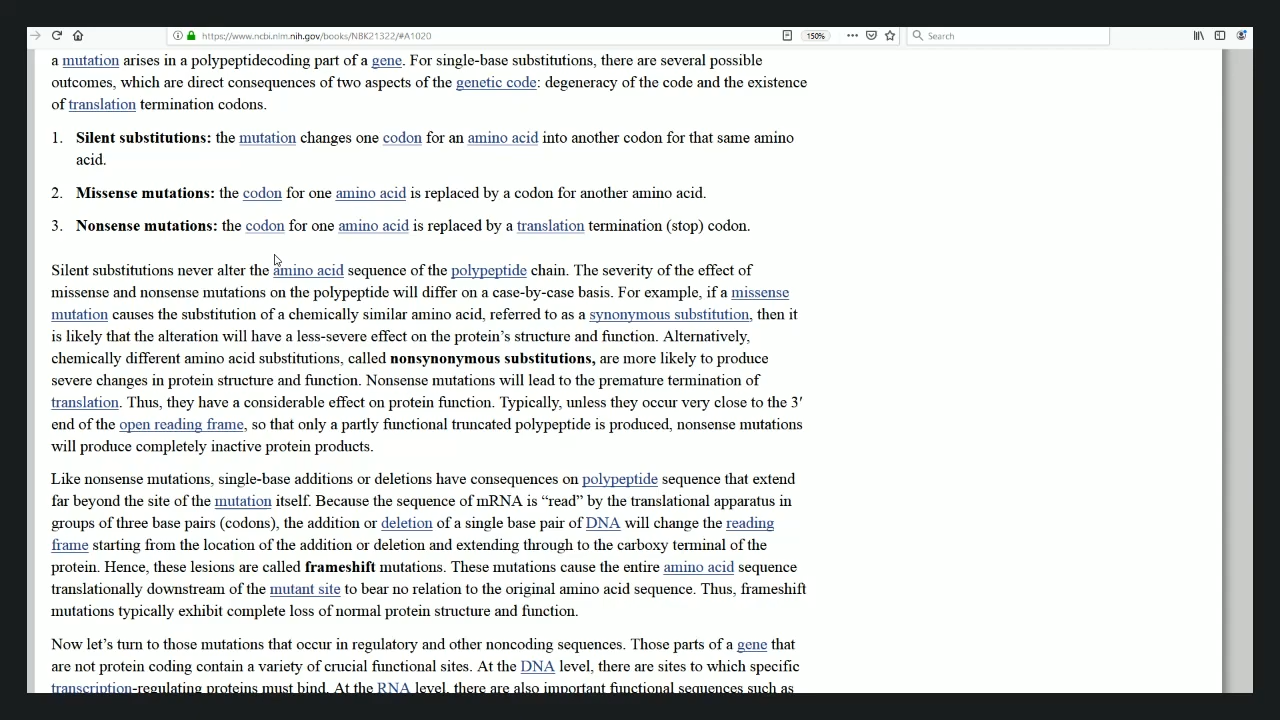 https://www.ncbi.nlm.nih.gov/books/NBK21322/#A1020
150%
Search
a mutation arises in a polypeptidecoding part of a gene. For single-base substitutions, there are several possible
outcomes, which are direct consequences of two aspects of the genetic code: degeneracy of the code and the existence
of translation termination codons.
1. Silent substitutions: the mutation changes one codon for an amino acid into another codon for that same amino
acid.
2. Missense mutations: the codon for one amino acid is replaced by a codon for another amino acid.
3. Nonsense mutations: the codon for one amino acid is replaced by a translation termination (stop) codon.
Silent substitutions never alter the amino acid sequence of the polypeptide chain. The severity of the effect of
missense and nonsense mutations on the polypeptide will differ on a case-by-case basis. For example, if a missense
mutation causes the substitution of a chemically similar amino acid, referred to as a synonymous substitution, then it
is likely that the alteration will have a less-severe effect on the protein’s structure and function. Alternatively,
chemically different amino acid substitutions, called nonsynonymous substitutions, are more likely to produce
severe changes in protein structure and function. Nonsense mutations will lead to the premature termination of
translation. Thus, they have a considerable effect on protein function. Typically, unless they occur very close to the 3′
end of the open reading frame, so that only a partly functional truncated polypeptide is produced, nonsense mutations
will produce completely inactive protein products.
Like nonsense mutations, single-base additions or deletions have consequences on polypeptide sequence that extend
far beyond the site of the mutation itself. Because the sequence of mRNA is “read” by the translational apparatus in
groups of three base pairs (codons), the addition or deletion of a single base pair of DNA will change the reading
frame starting from the location of the addition or deletion and extending through to the carboxy terminal of the
protein. Hence, these lesions are called frameshift mutations. These mutations cause the entire amino acid sequence
translationally downstream of the mutant site to bear no relation to the original amino acid sequence. Thus, frameshift
mutations typically exhibit complete loss of normal protein structure and function.
Now let’s turn to those mutations that occur in regulatory and other noncoding sequences. Those parts of a gene that
are not protein coding contain a variety of crucial functional sites. At the DNA level, there are sites to which specific
transcription-regulating proteins must bind. At the RNA level, there are also important functional sequences such as